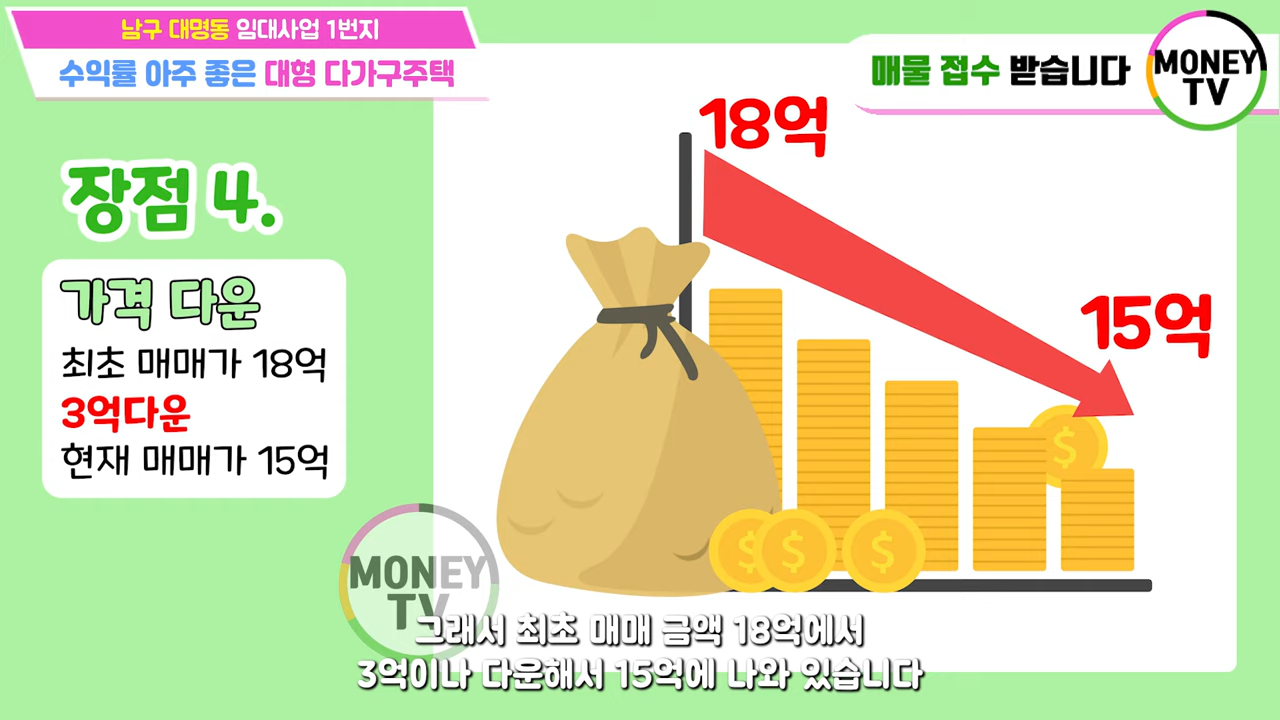 남구 대명동 임대사업 1번지
수익률 아주 좋은 대형 다가구주택
매물 접수 받습니다
MONEY
TV
장점 4.
가격 다운
최초 매매가 18억
3억다운
현재 매매가 15억
18억
15억
$
$
$
$
MONEY
TV
그래서 최초 매매 금액 18억에서
3억이나 다운해서 15억에 나와 있습니다